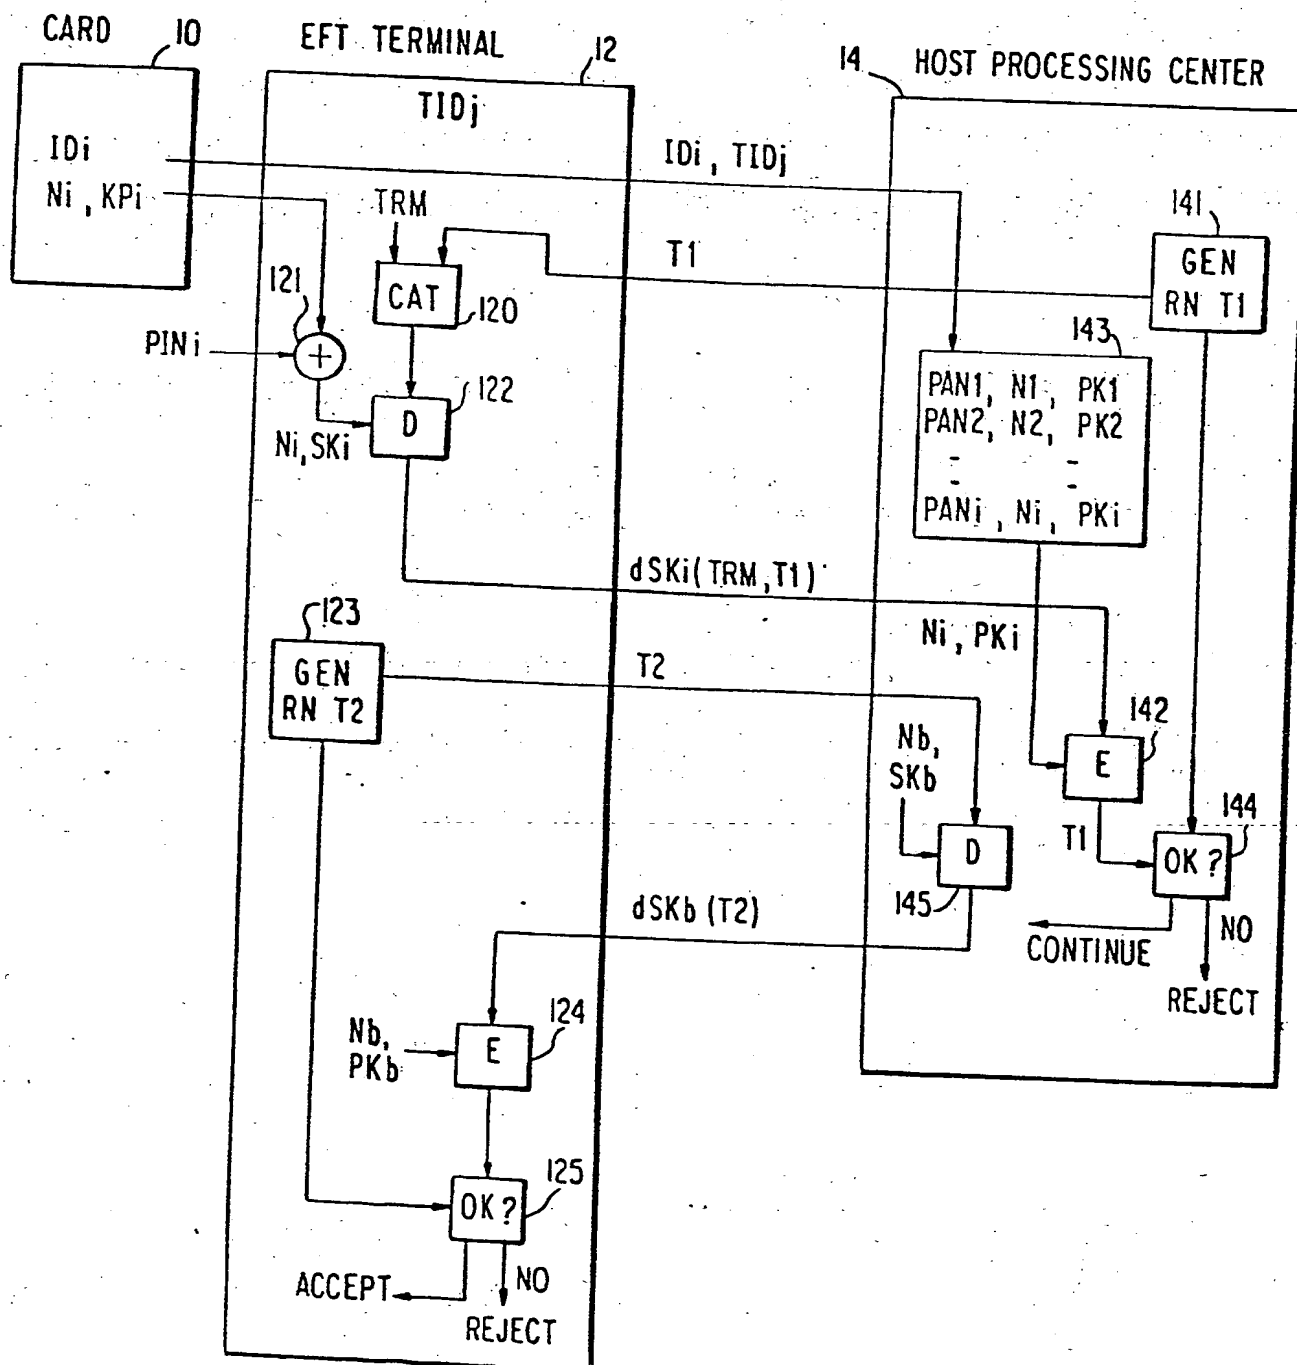 CARD 10
EFT TERMINAL 12
14 HOST PROCESSING CENTER
TIDj
IDi
Ni , KPi
IDi , TIDj
TRM
T1
141
GEN
RN T1
121
CAT
120
PINi
+
143
PAN1, N1 , PK1
PAN2, N2, PK2
PANi , Ni , PKi
122
D
Ni, SKi
dSKi(TRM, T1)
123
GEN
RN T2
T2
Ni, PKi
Nb,
SKb
142
E
T1
144
OK ?
D
145
dSKb (T2)
CONTINUE
NO
REJECT
124
Nb,
PKb
E
125
OK ?
ACCEPT
NO
REJECT